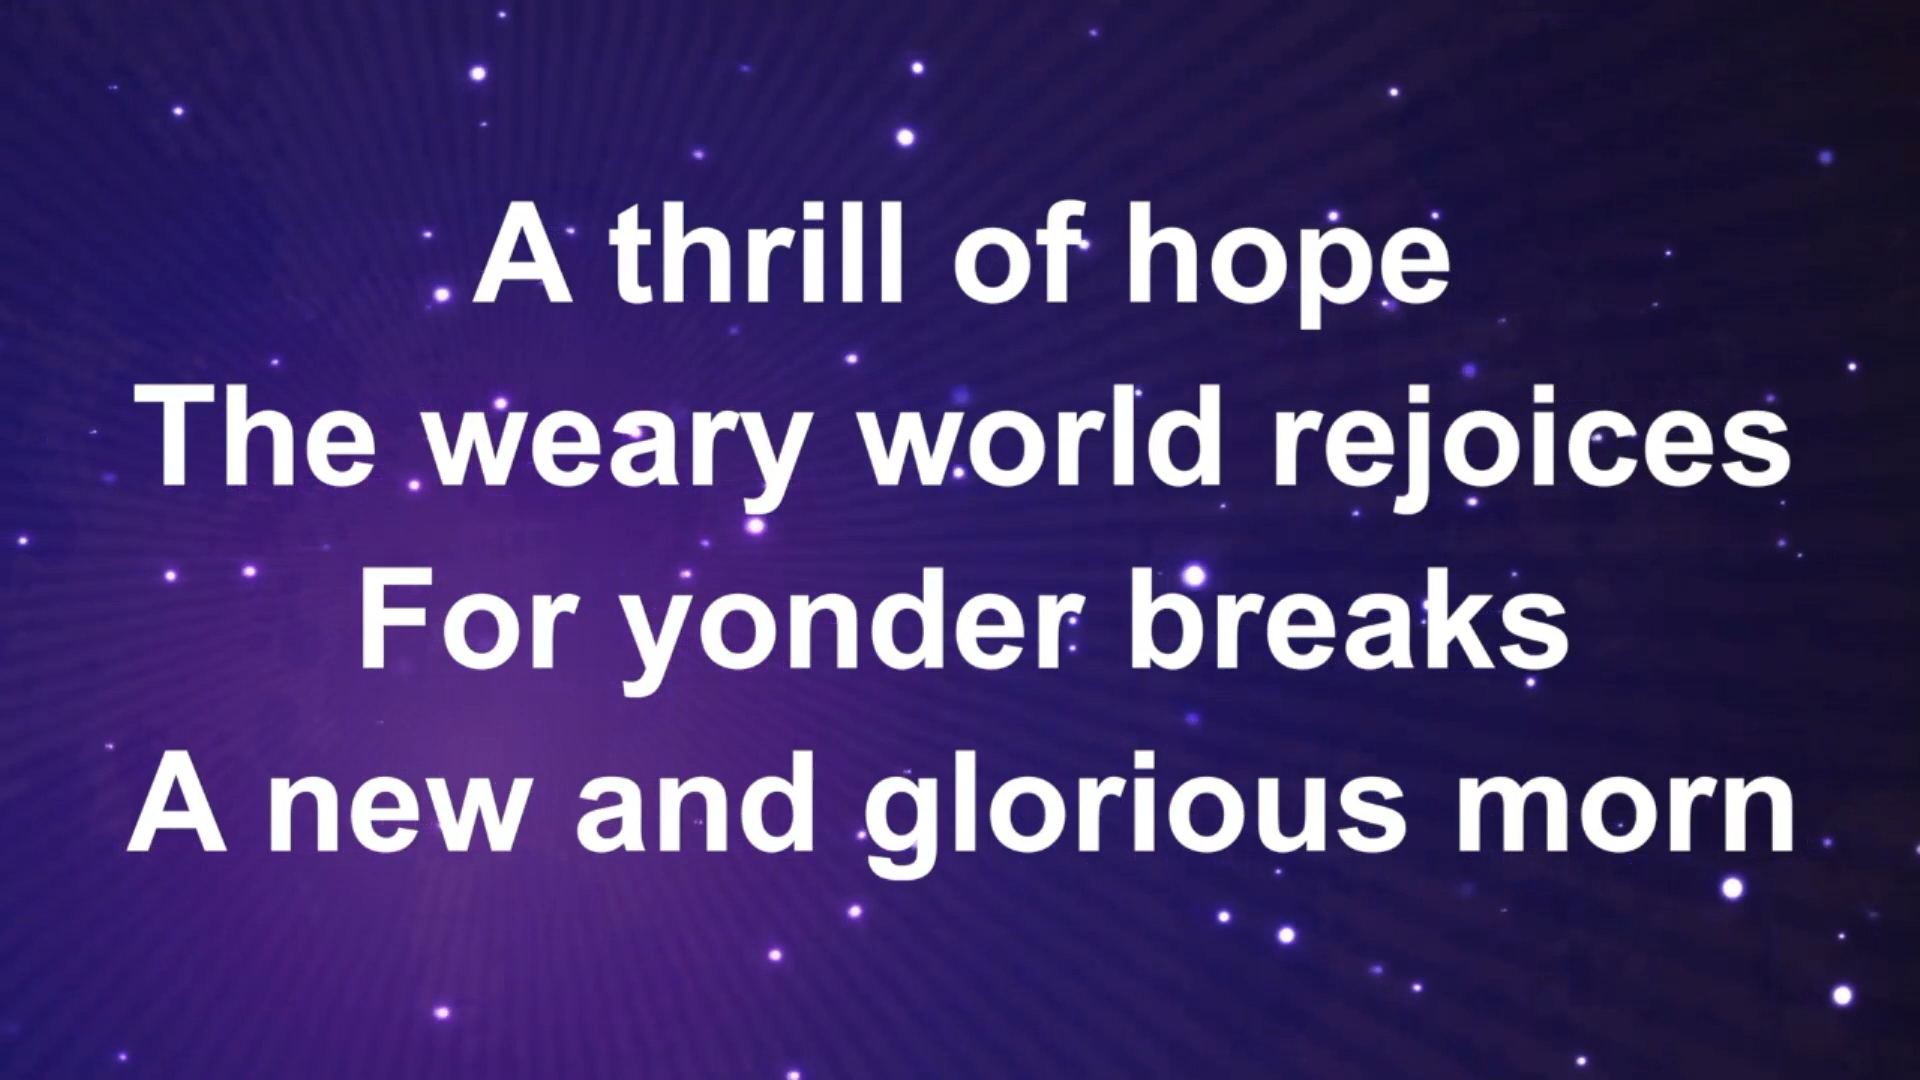 A thrill of hope
The weary world rejoices
For yonder breaks
A new and glorious morn